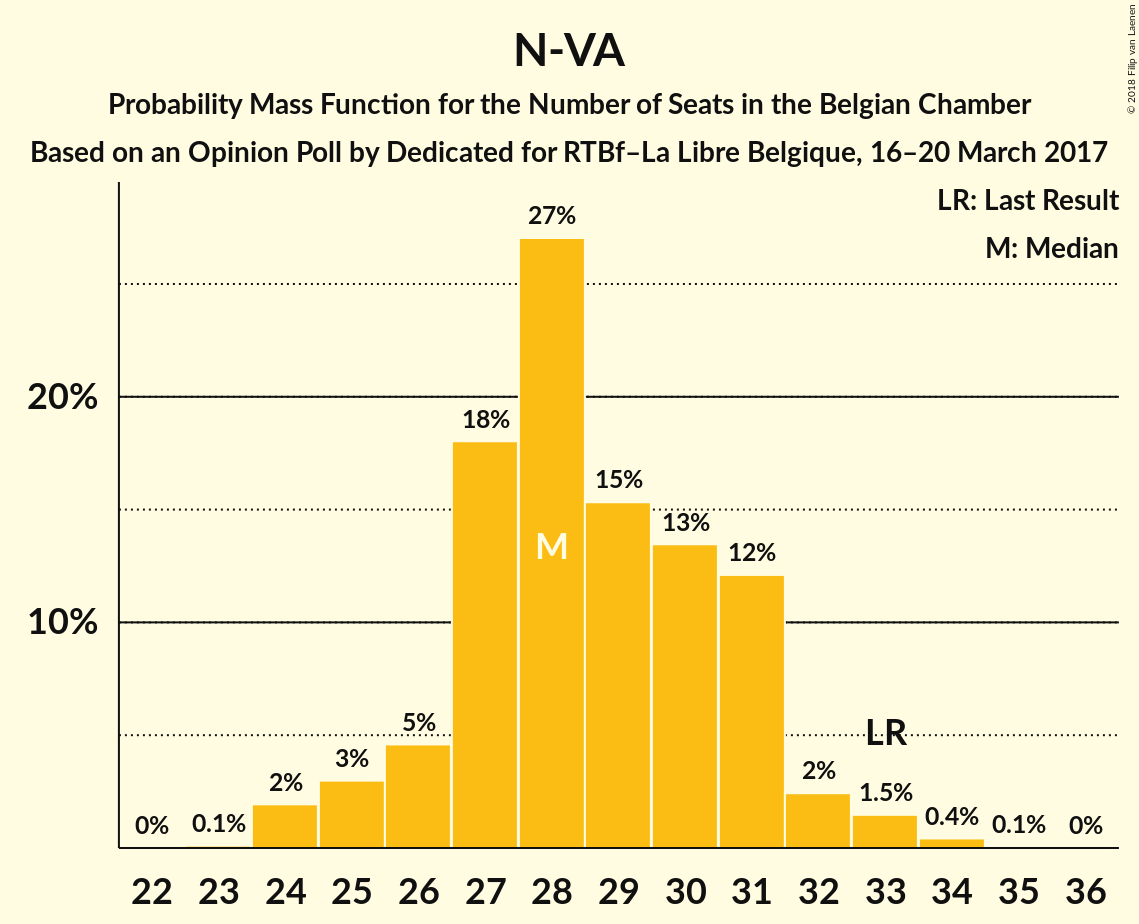 © 2018 Filip van Laenen
N-VA
Probability Mass Function for the Number of Seats in the Belgian Chamber
Based on an Opinion Poll by Dedicated for RTBf–La Libre Belgique, 16–20 March 2017
LR: Last Result
M: Median
27%
20%
18%
15%
13%
12%
M
10%
5%
LR
3%
2%
2%
1.5%
0%
0.1%
0.4%
0.1%
0%
22 23 24 25 26 27 28 29 30 31 32 33 34 35 36